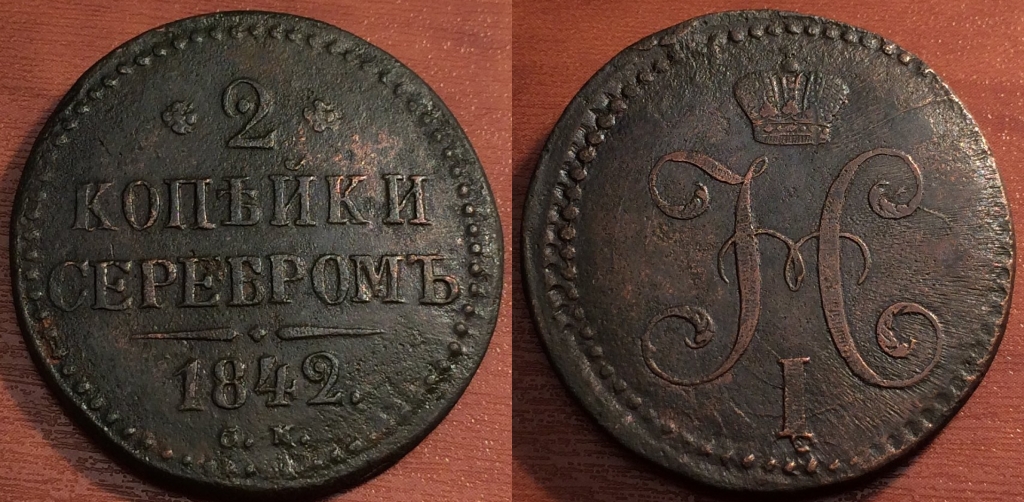 2
КОПѢЙКИ
СЕРЕБРОМЪ
1842.
С. М.
Н
I